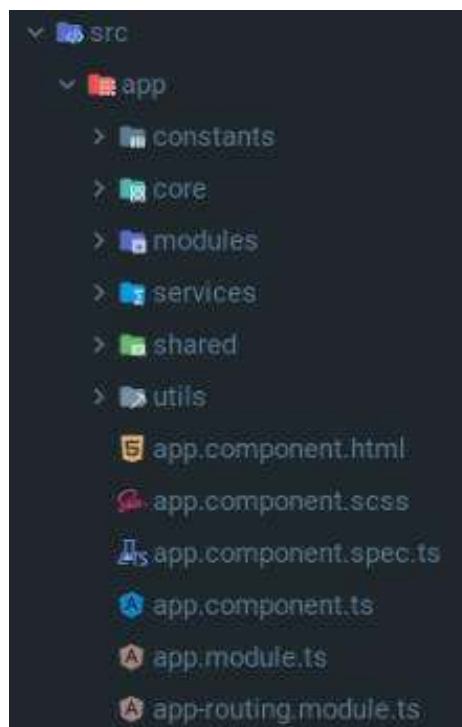 src
app
constants
core
modules
services
shared
utils
app.component.html
app.component.scss
app.component.spec.ts
app.component.ts
app.module.ts
app-routing.module.ts